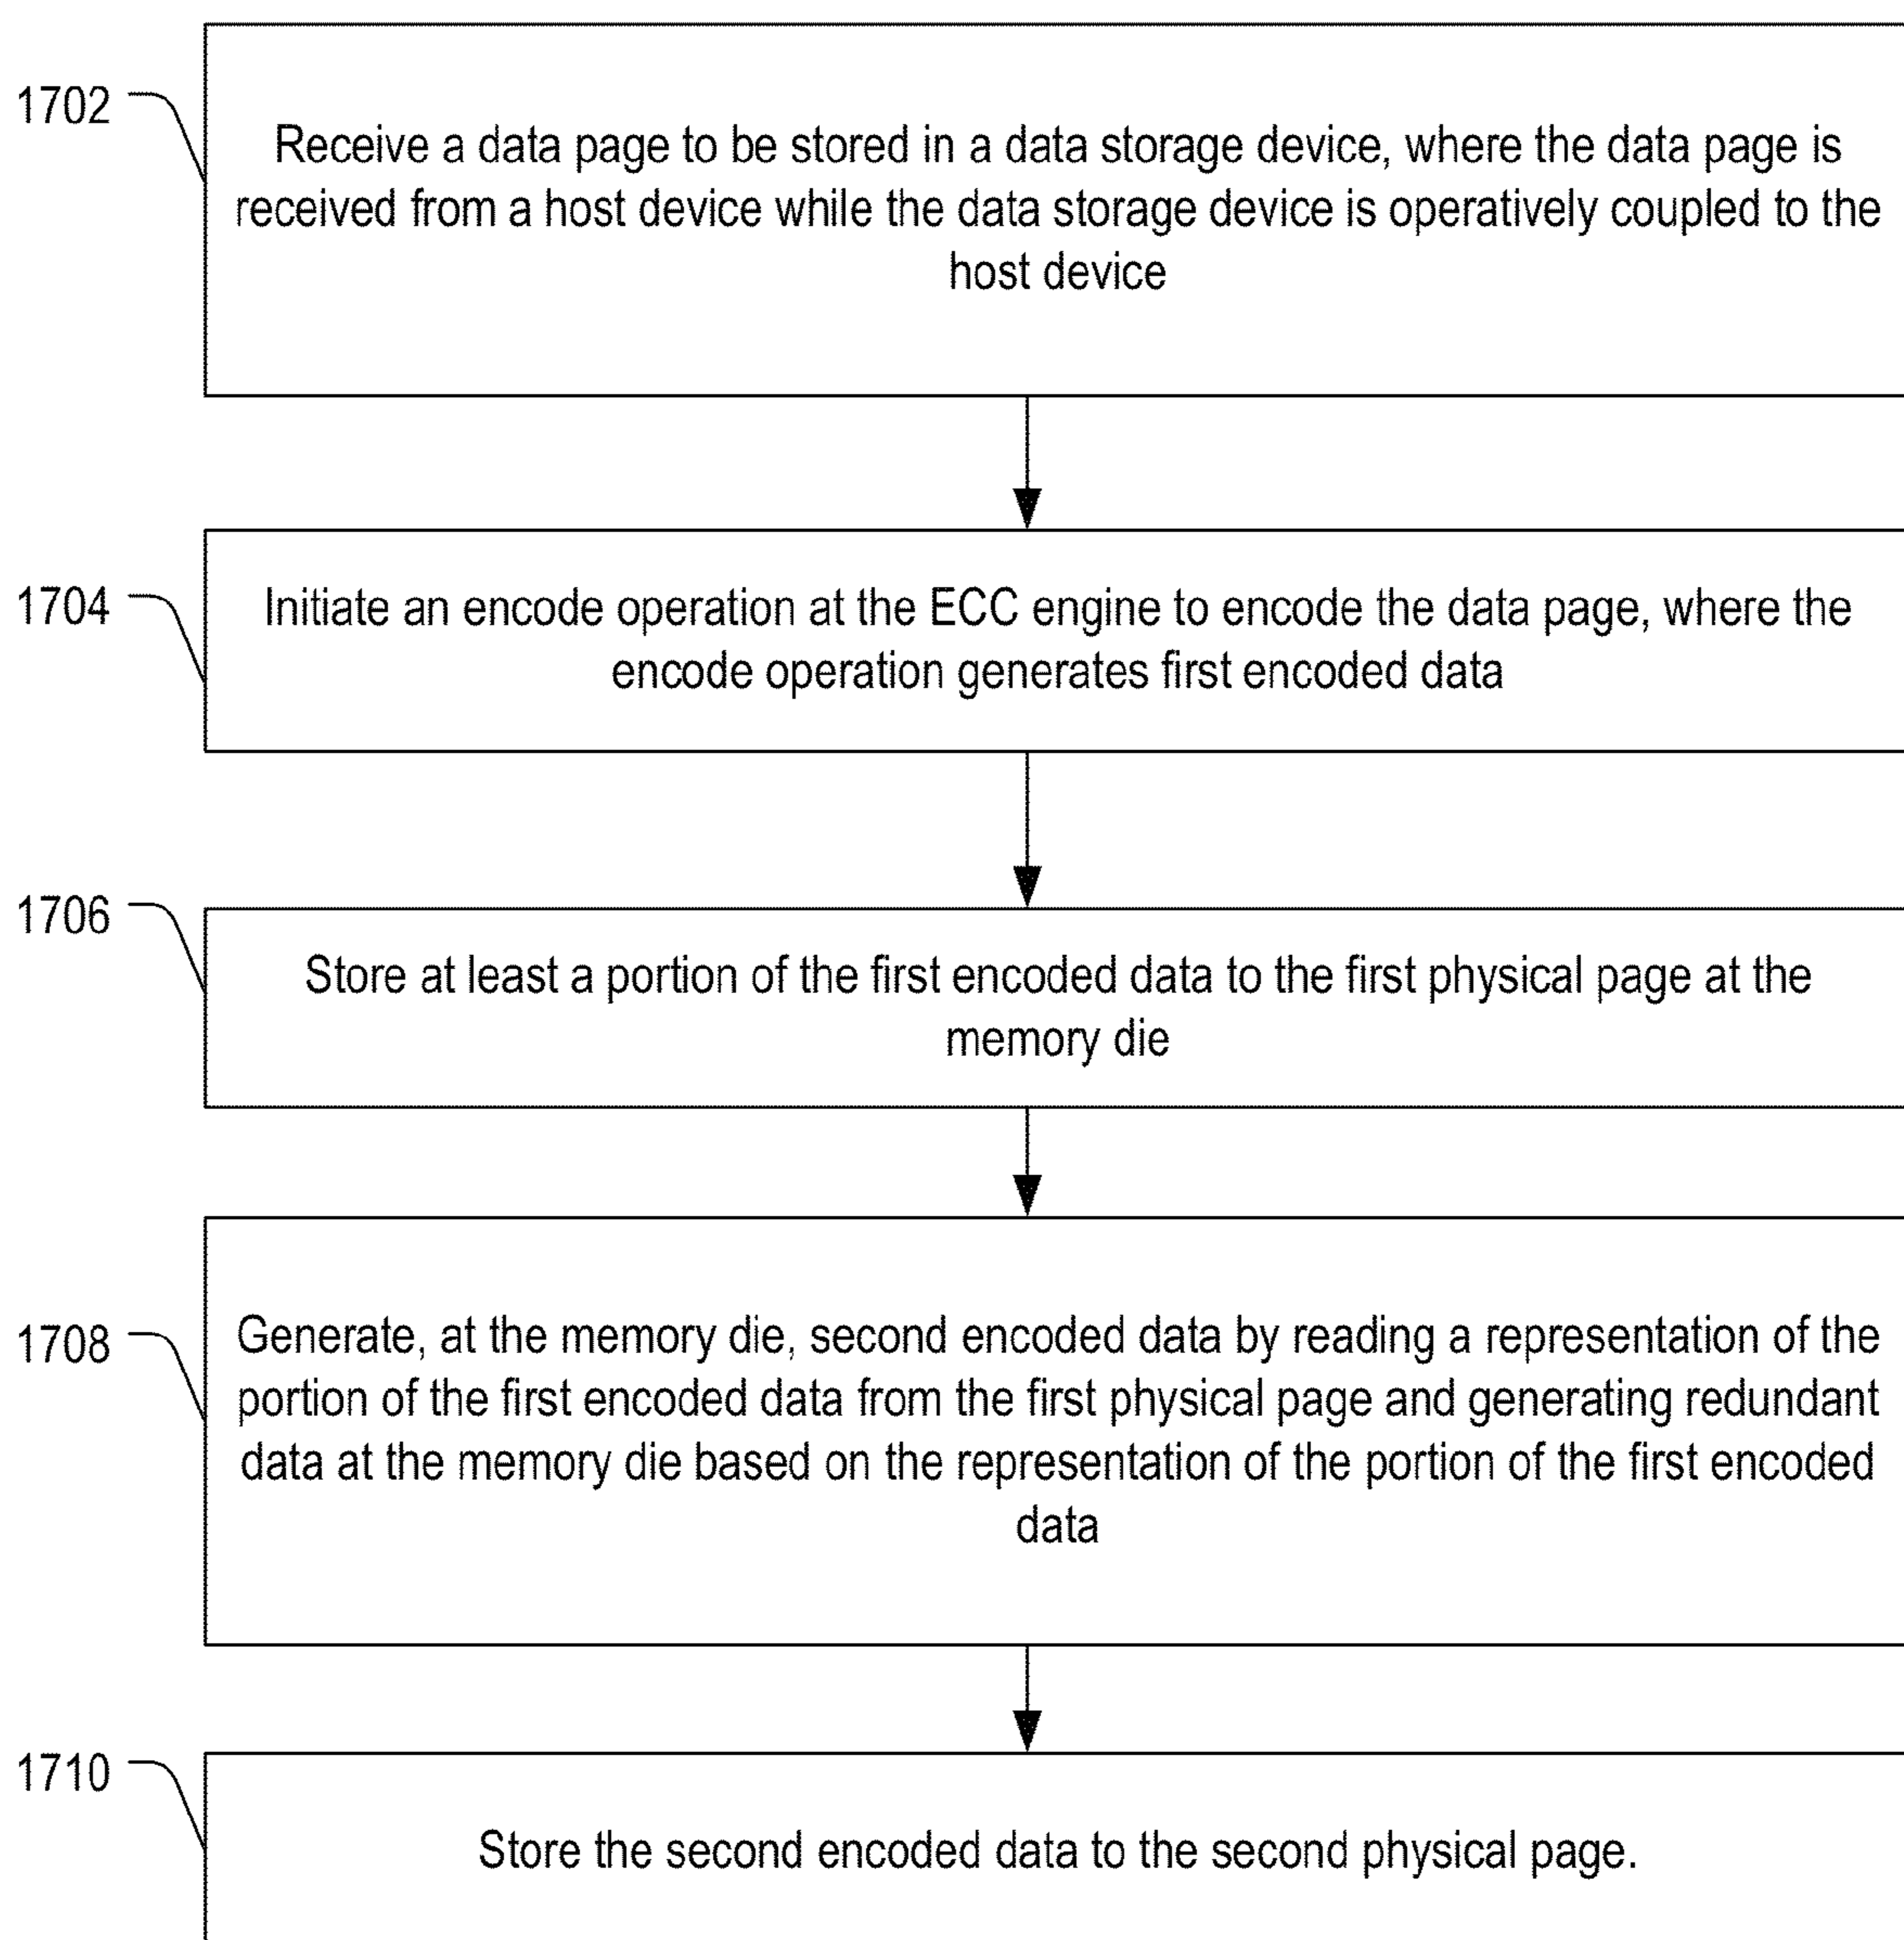 1702
Receive a data page to be stored in a data storage device, where the data page is
received from a host device while the data storage device is operatively coupled to the
host device
1704
Initiate an encode operation at the ECC engine to encode the data page, where the
encode operation generates first encoded data
1706
Store at least a portion of the first encoded data to the first physical page at the
memory die
1708
Generate, at the memory die, second encoded data by reading a representation of the
portion of the first encoded data from the first physical page and generating redundant
data at the memory die based on the representation of the portion of the first encoded
data
1710
Store the second encoded data to the second physical page.